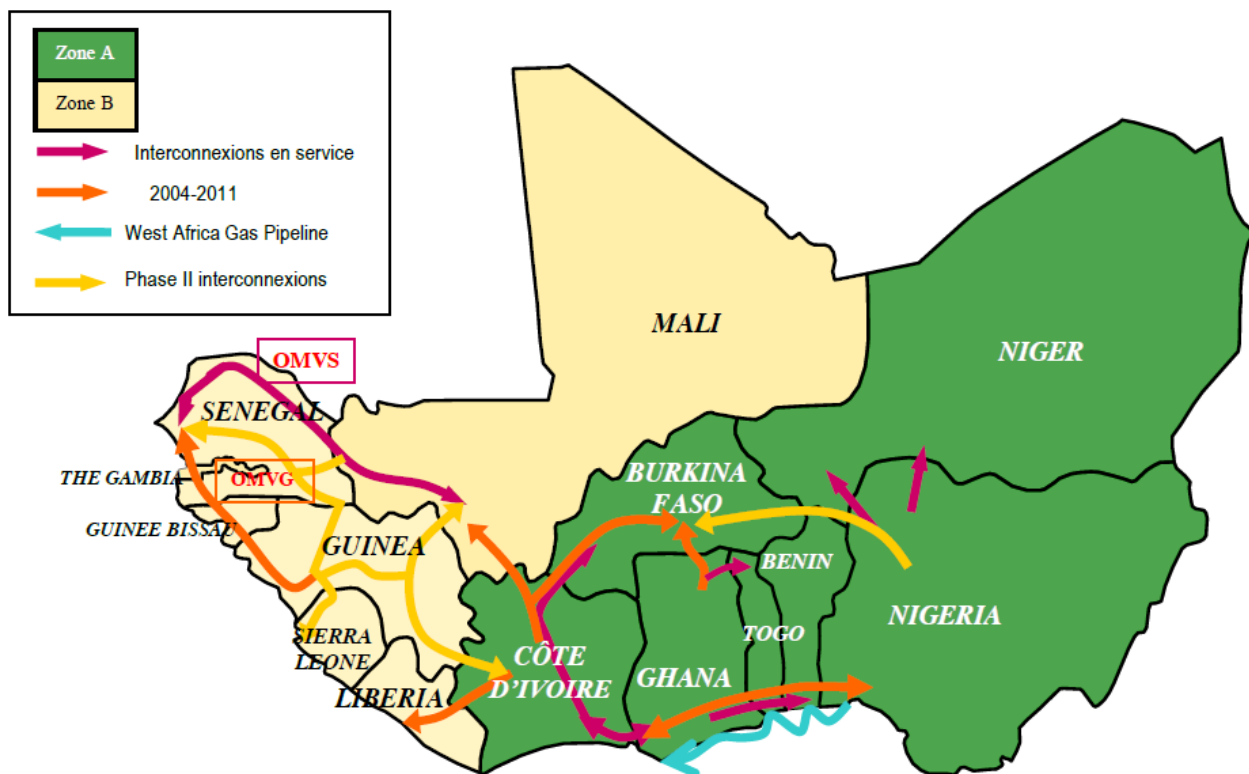 Zone A
Zone B
Interconnexions en service
2004-2011
West Africa Gas Pipeline
Phase II interconnexions
MALI
NIGER
OMVS
SENEGAL
THE GAMBIA
OMVG
BURKINA
FASO
GUINEE BISSAU
GUINEA
BENIN
NIGERIA
SIERRA
LEONE
TOGO
CÔTE
D'IVOIRE
GHANA
LIBERIA